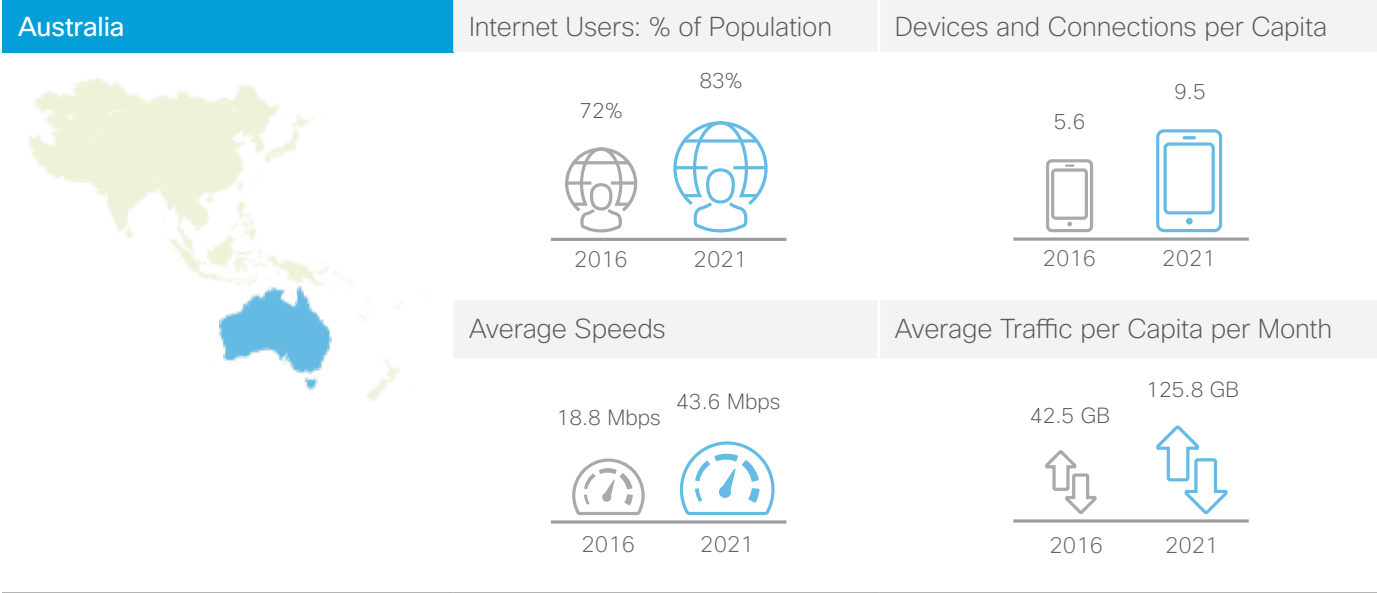 Australia
Internet Users: % of Population
Devices and Connections per Capita
72%
83%
2016
2021
5.6
9.5
2016
2021
Average Speeds
Average Traffic per Capita per Month
18.8 Mbps
43.6 Mbps
2016
2021
42.5 GB
125.8 GB
2016
2021